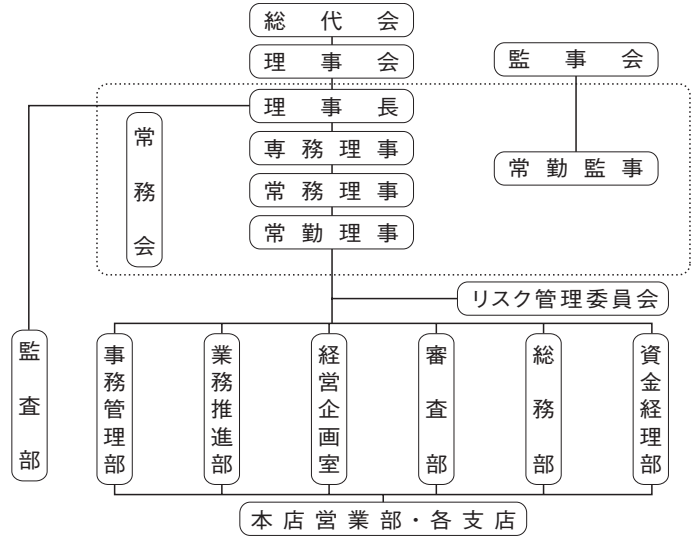 総代会
理事会
監事会
理事長
常務会
専務理事
常勤監事
常務理事
常勤理事
リスク管理委員会
監査部
事務管理部
業務推進部
経営企画室
審査部
総務部
資金経理部
本店営業部・各支店